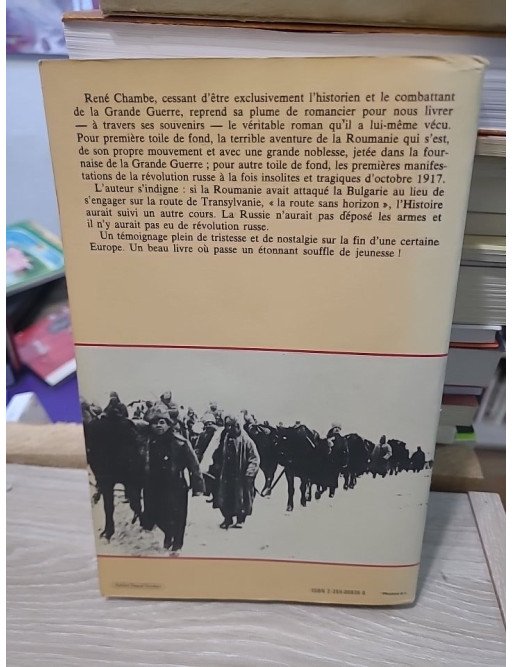 René Chambe, cessant d'être exclusivement l'historien et le combattant
de la Grande Guerre, reprend sa plume de romancier pour nous livrer
— à travers ses souvenirs — le véritable roman qu'il a lui-même vécu.
Pour première toile de fond, la terrible aventure de la Roumanie qui s'est,
de son propre mouvement et avec une grande noblesse, jetée dans la four-
naise de la Grande Guerre ; pour autre toile de fond, les premières manifes-
tations de la révolution russe à la fois insolites et tragiques d'octobre 1917.
L'auteur s'indigne : si la Roumanie avait attaqué la Bulgarie au lieu de
s'engager sur la route de Transylvanie, « la route sans horizon », l'Histoire
aurait suivi un autre cours. La Russie n'aurait pas déposé les armes et
il n'y aurait pas eu de révolution russe.
Un témoignage plein de tristesse et de nostalgie sur la fin d'une certaine
Europe. Un beau livre où passe un étonnant souffle de jeunesse !
ISBN